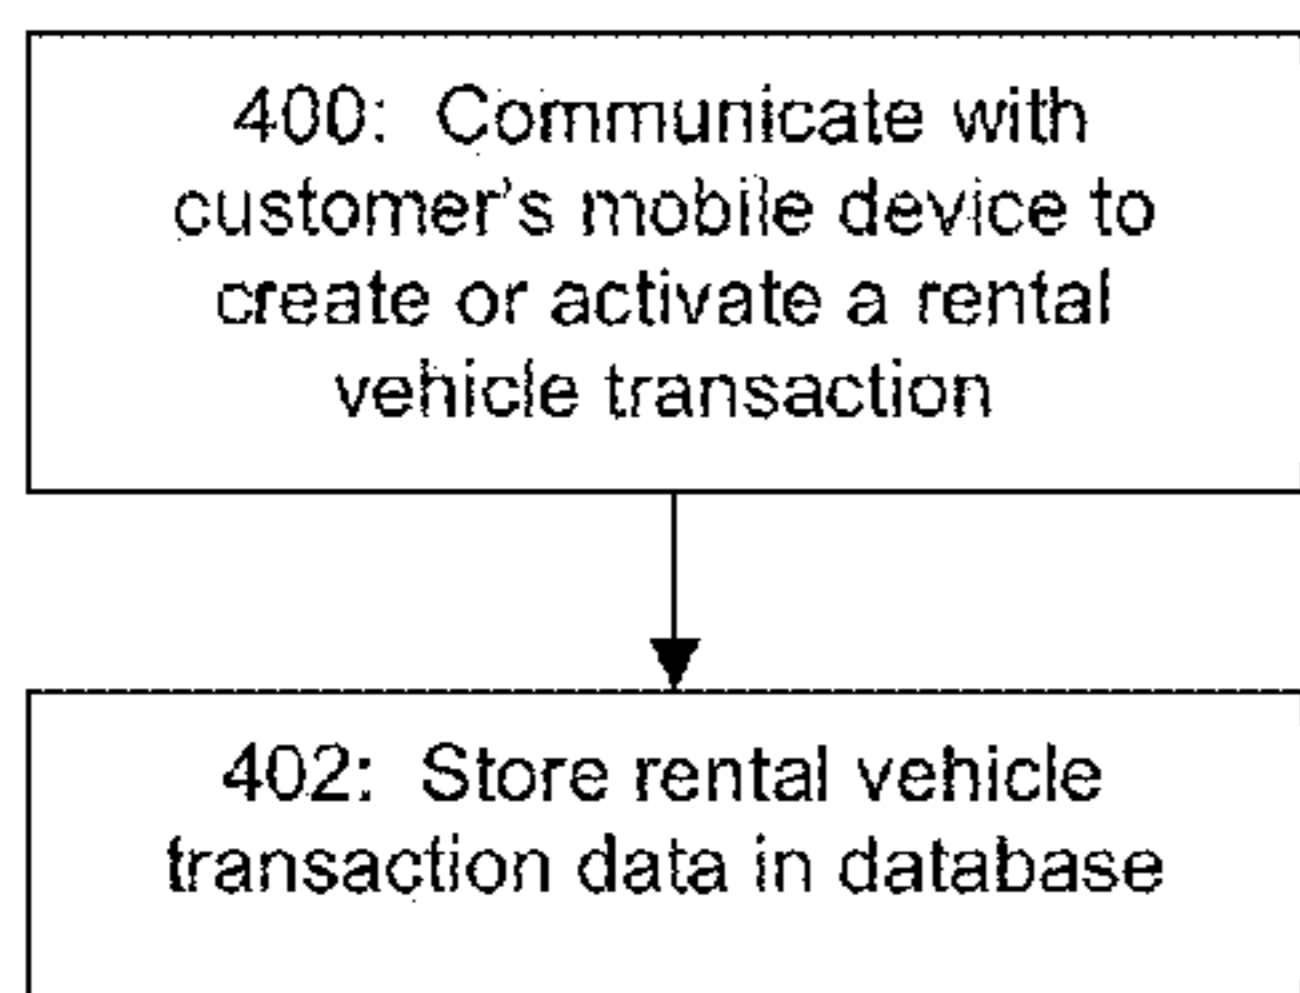 400: Communicate with
customer's mobile device to
create or activate a rental
vehicle transaction
402: Store rental vehicle
transaction data in database